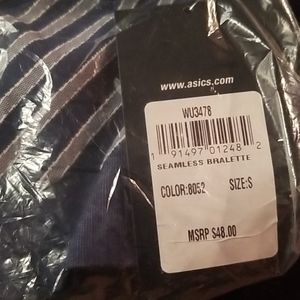 www.asics.com
WU3478
1 91497 01248 2
SEAMLESS BRALETTE
COLOR:8052 SIZE:S
MSRP $48.00